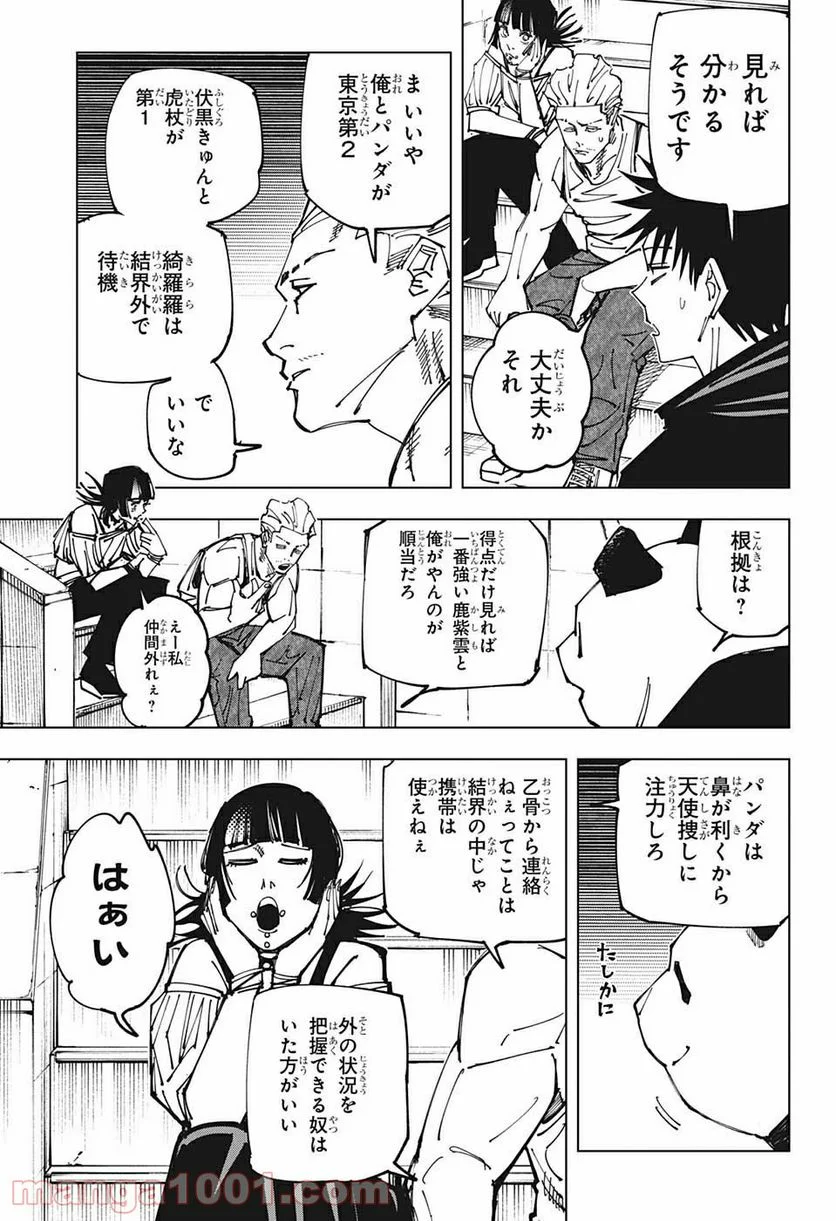 見れば
分かる
そうです
大丈夫か
それ
ま いいや
俺とパンダが
東京第2
伏黒きゅんと
虎杖が
第1
綺羅羅は
結界外で
待機
で
いいな
根拠は?
得点だけ見れば
一番強い鹿紫雲と
俺がやんのが
順当だろ
えー私
仲間外れぇ?
パンダは
鼻が利くから
天使捜しに
注力しろ
たしかに
乙骨から連絡
ねぇってことは
結界の中じゃ
携帯は
使えねぇ
外の状況を
把握できる奴は
いた方がいい
はぁい
manga1001.com